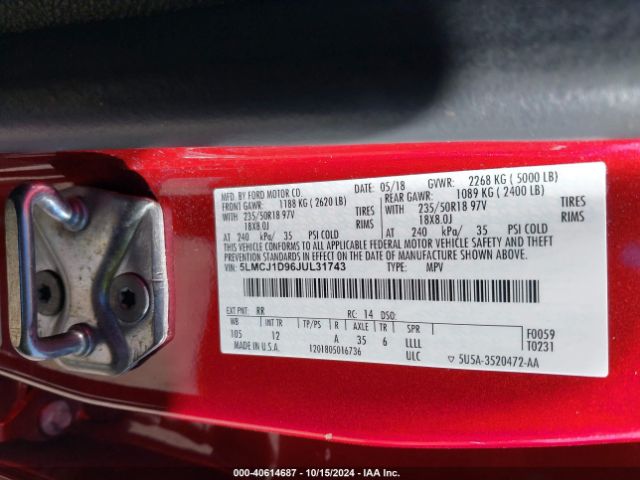 MFD. BY FORD MOTOR CO.
05/18 GVWR: 2268 KG ( 5000 LB)
FRONT GAWR: 1188 KG ( 2620 LB) REAR GAWR: 1089 KG ( 2400 LB)
WITH 235/50R18 97V TIRES WITH 235/50R18 97V TIRES
18X8.0J RIMS 18X8.0J RIMS
AT 240 kPa/ 35 PSI COLD AT 240 kPa/ 35 PSI COLD
THIS VEHICLE CONFORMS TO ALL APPLICABLE FEDERAL MOTOR VEHICLE SAFETY, BUMPER AND THEFT
PREVENTION STANDARDS IN EFFECT ON THE DATE OF MANUFACTURE SHOWN ABOVE.
VIN: 5LMCJ1D96JUL31743 TYPE: MPV
EXT PNT: RR RC: 14 DSO:
WB INT TR TP/PS R AXLE TR SPR
105 12 A 35 6 LLLL
MADE IN U.S.A. 1201805016736 ULC
F0059
T0231
▽ 5U5A-3520472-AA
000-40614687 - 10/15/2024 - IAA Inc.